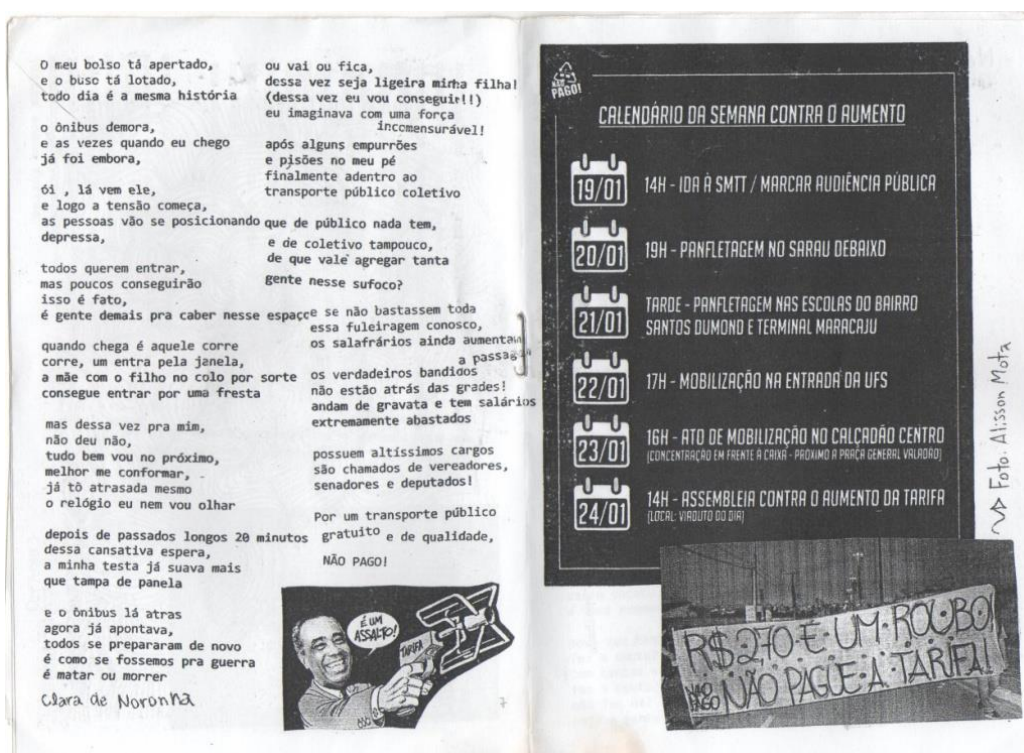 O meu bolso tá apertado,
e o buso tá lotado,
todo dia é a mesma história
o ônibus demora,
e as vezes quando eu chego
já foi embora,
ói , lá vem ele,
e logo a tensão começa,
as pessoas vão se posicionando
depressa,
todos querem entrar,
mas poucos conseguirão
isso é fato,
é gente demais pra caber nesse espaço
quando chega é aquele corre
corre, um entra pela janela,
a mãe com o filho no colo por sorte
consegue entrar por uma fresta
mas dessa vez pra mim,
não deu não,
tudo bem vou no próximo,
melhor me conformar,
já tô atrasada mesmo
o relógio eu nem vou olhar
depois de passados longos 20 minutos
dessa cansativa espera,
a minha testa já suava mais
que tampa de panela
e o ônibus lá atras
agora já apontava,
todos se prepararam de novo
é como se fossemos pra guerra
é matar ou morrer
Clara de Noronha
ou vai ou fica,
dessa vez seja ligeira minha filha!
(dessa vez eu vou conseguir!!)
eu imaginava com uma força
incomensurável!
após alguns empurrões
e pisões no meu pé
finalmente adentro ao
transporte público coletivo
que de público nada tem,
e de coletivo tampouco,
de que vale agregar tanta
gente nesse sufoco?
e se não bastassem toda
essa fuleiragem conosco,
os salafrários ainda aumentam
a passagem
os verdadeiros bandidos
não estão atrás das grades!
andam de gravata e tem salários
extremamente abastados
possuem altíssimos cargos
são chamados de vereadores,
senadores e deputados!
Por um transporte público
gratuito e de qualidade,
NÃO PAGO!
É UM
ASSALTO!
TARIFA
7
NÃO
PAGO!
CALENDÁRIO DA SEMANA CONTRA O AUMENTO
19/01 14H - IDA À SMTT / MARCAR AUDIÊNCIA PÚBLICA
20/01 19H - PANFLETAGEM NO SARAU DEBAIXO
21/01 TARDE - PANFLETAGEM NAS ESCOLAS DO BAIRRO
SANTOS DUMOND E TERMINAL MARACAJU
22/01 17H - MOBILIZAÇÃO NA ENTRADA DA UFS
23/01 16H - ATO DE MOBILIZAÇÃO NO CALÇADÃO CENTRO
(CONCENTRAÇÃO EM FRENTE À CAIXA - PRÓXIMO A PRAÇA GENERAL VALADÃO)
24/01 14H - ASSEMBLEIA CONTRA O AUMENTO DA TARIFA
(LOCAL: VIADUTO DO DIA)
Foto. Alisson Mota
R$ 2,70 É UM ROUBO!
NÃO PAGUE A TARIFA!
NÃO
PAGO